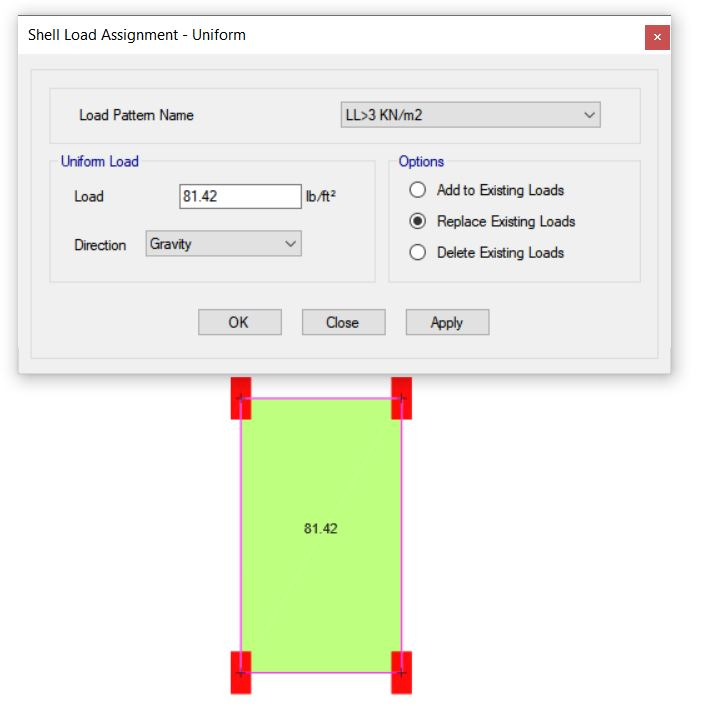 Shell Load Assignment - Uniform
Load Pattern Name
LL>3 KN/m2
Uniform Load
Load
81.42
lb/ft²
Direction
Gravity
Options
Add to Existing Loads
Replace Existing Loads
Delete Existing Loads
OK
Close
Apply
81.42